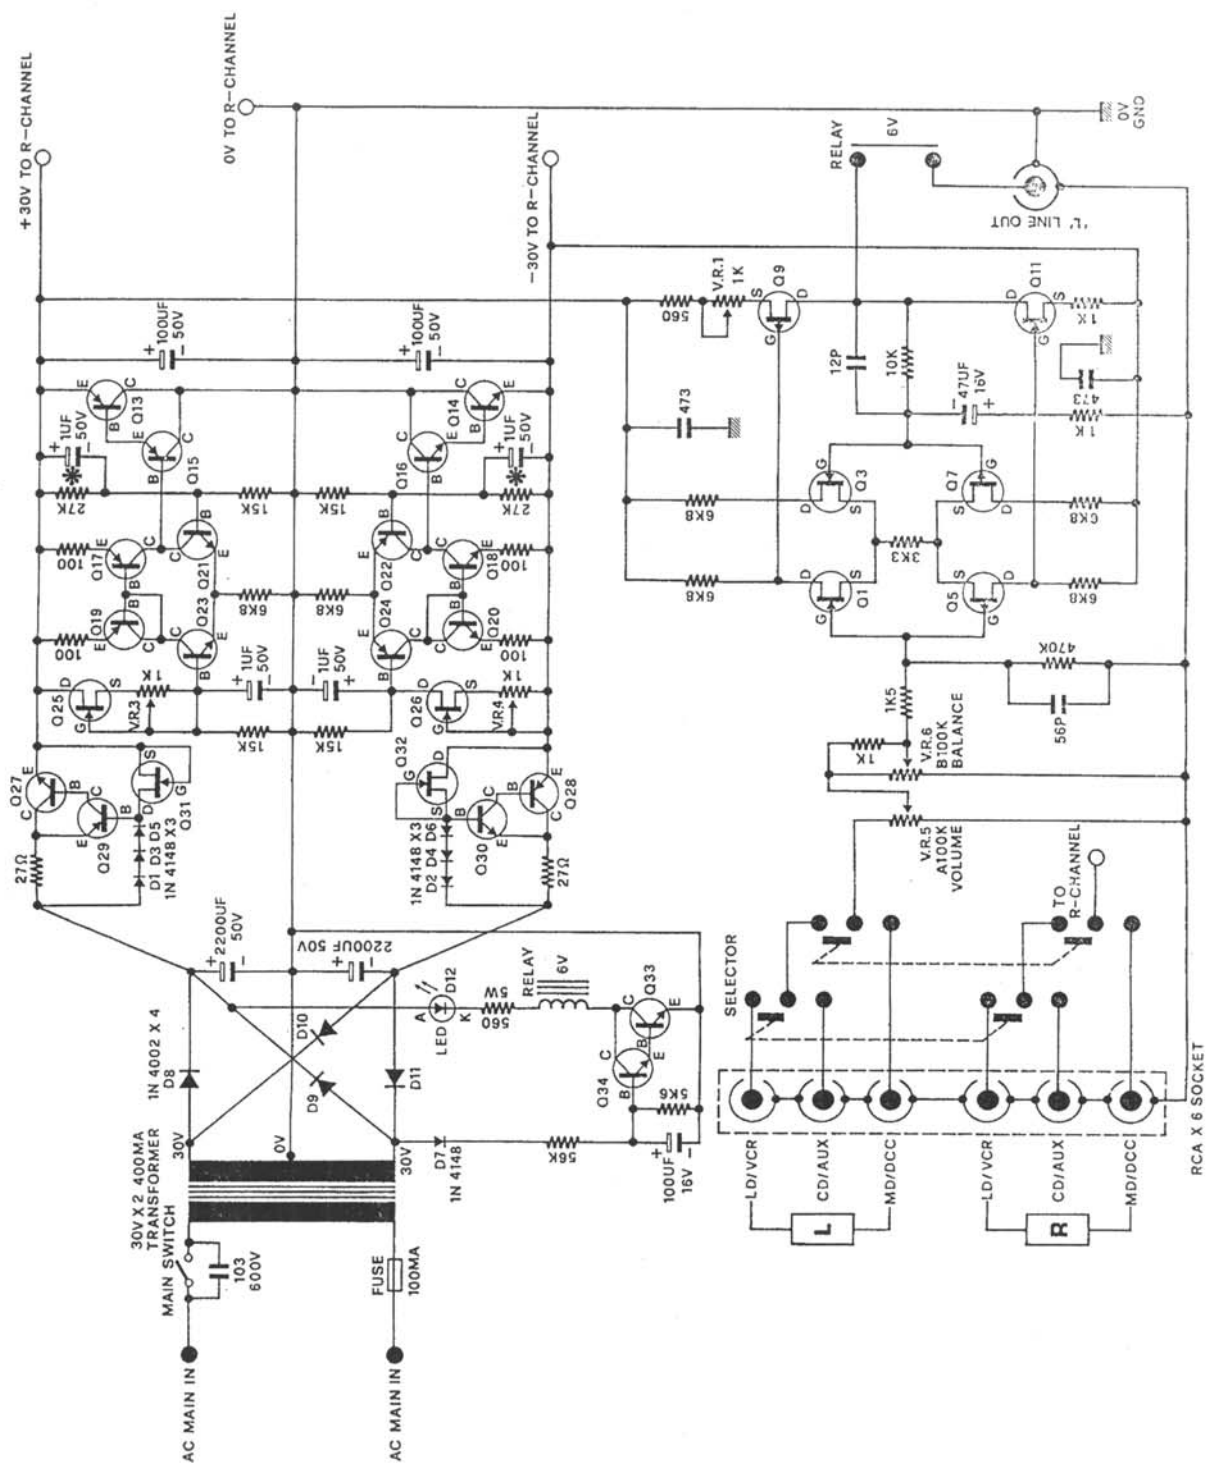 AC MAIN IN
AC MAIN IN
MAIN SWITCH
103
600V
FUSE
100MA
30V X 2 400MA
TRANSFORMER
30V
0V
30V
1N 4002 X 4
D8
D9
D10
D11
2200UF
50V
2200UF 50V
D7
1N 4148
A
LED
D12
K
560
5W
RELAY
6V
56K
100UF
16V
5K6
Q34
B
C
E
Q33
B
C
E
27Ω
Q27
C
B
E
Q29
E
B
C
D1 D3 D5
1N 4148 X3
Q31
D
S
G
Q32
G
D
S
D2 D4 D6
1N 4148 X3
Q30
B
C
E
Q28
B
C
E
27Ω
Q25
D
G
S
V.R.3
1K
15K
15K
1UF
50V
1UF
50V
Q26
D
G
S
V.R.4
1K
100
Q19
E
B
C
Q17
E
B
C
100
Q23
C
E
Q21
C
B
E
6K8
6K8
Q24
B
E
C
Q22
E
B
C
Q20
C
B
E
100
Q18
C
B
E
100
27K
1UF
50V
15K
15K
27K
1UF
50V
Q15
B
E
C
Q13
B
E
C
Q16
B
C
E
Q14
B
C
E
100UF
50V
100UF
50V
+30V TO R-CHANNEL
0V TO R-CHANNEL
-30V TO R-CHANNEL
RCA X 6 SOCKET
L
R
LD/VCR
CD/AUX
MD/DCC
LD/VCR
CD/AUX
MD/DCC
SELECTOR
TO
R-CHANNEL
V.R.5
A100K
VOLUME
V.R.6
B100K
BALANCE
1K
1K5
56P
470K
6K8
6K8
473
Q1
D
G
S
Q3
D
G
S
3K3
Q5
S
G
D
Q7
S
G
D
6K8
6K8
560
V.R.1
1K
Q9
S
G
D
12P
10K
47UF
16V
1K
473
Q11
D
G
S
1K
RELAY
6V
'L' LINE OUT
0V
GND